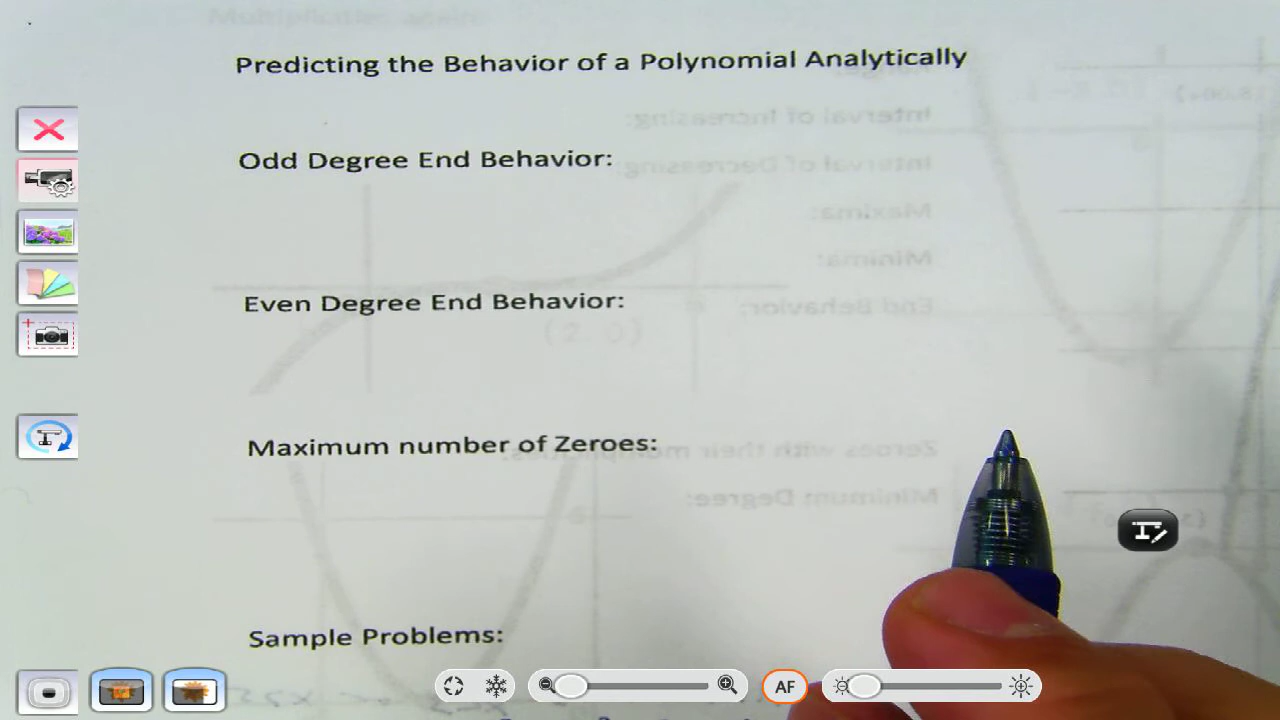 Predicting the Behavior of a Polynomial Analytically
Odd Degree End Behavior:
Even Degree End Behavior:
Maximum number of Zeroes:
Sample Problems:
AF